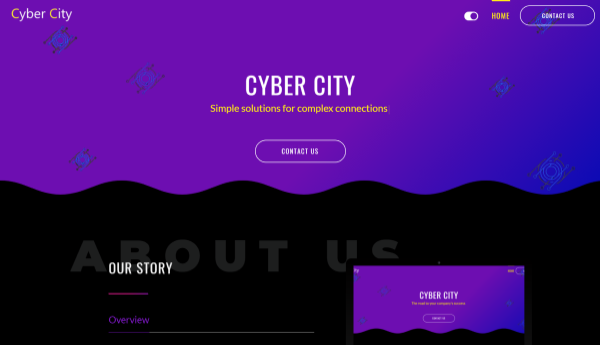 Cyber City
HOME
CONTACT US
CYBER CITY
Simple solutions for complex connections
CONTACT US
ABOUT US
OUR STORY
Overview
CYBER CITY
CONTACT US